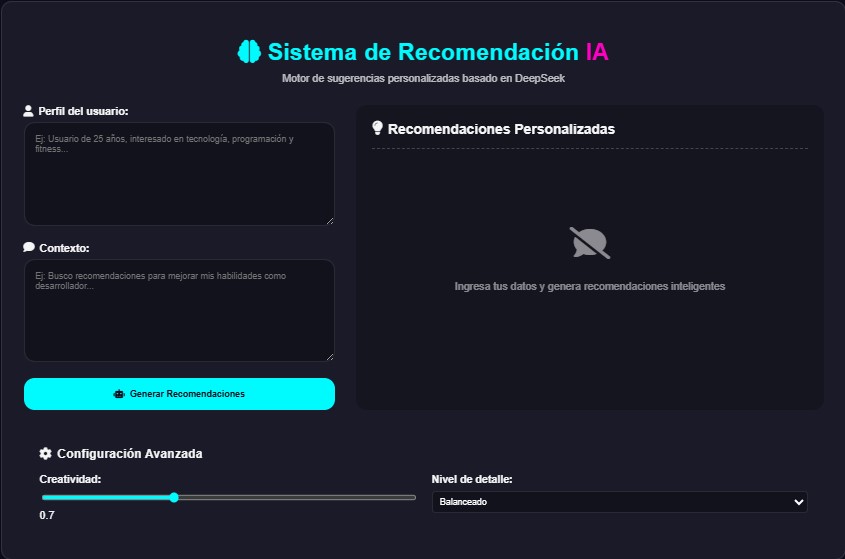 Sistema de Recomendación IA
Motor de sugerencias personalizadas basado en DeepSeek
Perfil del usuario:
Ej: Usuario de 25 años, interesado en tecnología, programación y
fitness...
Contexto:
Ej: Busco recomendaciones para mejorar mis habilidades como
desarrollador...
Generar Recomendaciones
Recomendaciones Personalizadas
Ingresa tus datos y genera recomendaciones inteligentes
Configuración Avanzada
Creatividad:
0.7
Nivel de detalle:
Balanceado